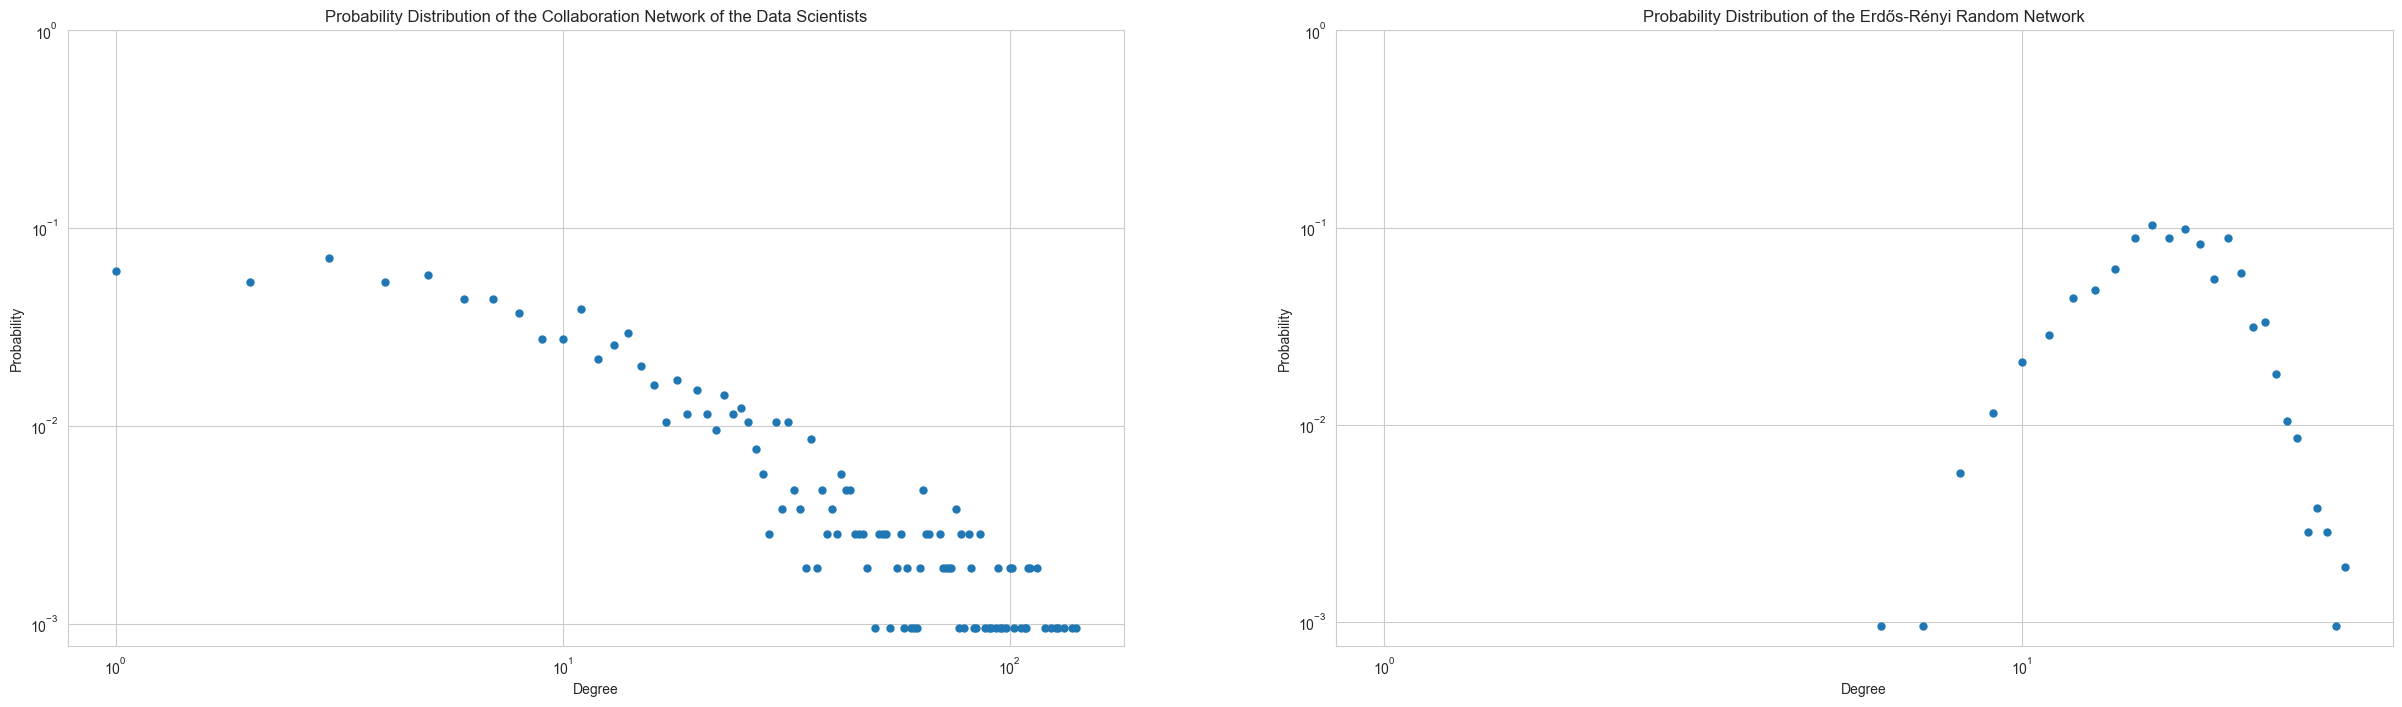 Probability Distribution of the Collaboration Network of the Data Scientists
10⁰
10⁻¹
10⁻²
10⁻³
Probability
10⁰ 10¹ 10²
Degree
Probability Distribution of the Erdős-Rényi Random Network
10⁰
10⁻¹
10⁻²
10⁻³
Probability
10⁰ 10¹
Degree